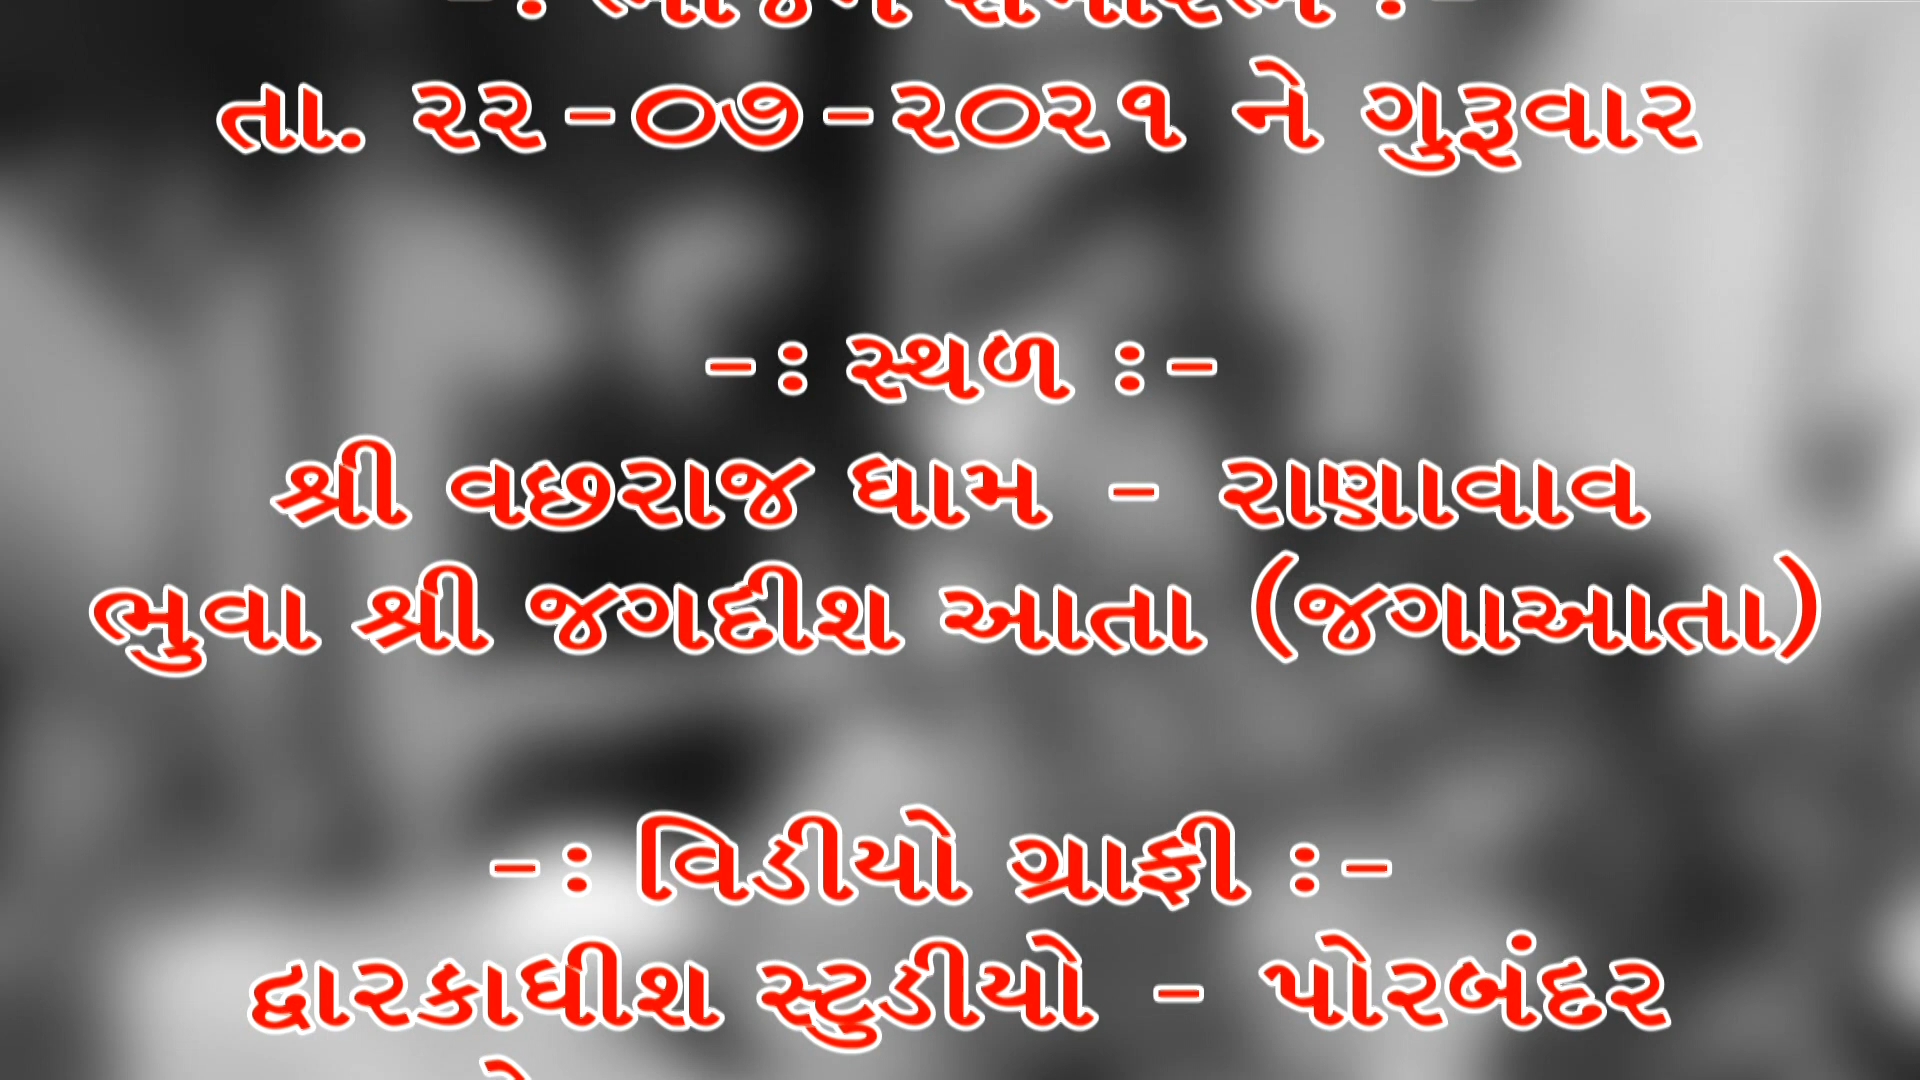 તા. ૨૨-૦૭-૨૦૨૧ ને ગુરૂવાર
-: સ્થળ :-
શ્રી વછરાજ ધામ - રાણાવાવ
ભુવા શ્રી જગદીશ આતા (જગાઆતા)
-: વિડીયો ગ્રાફી :-
દ્વારકાધીશ સ્ટુડીયો - પોરબંદર